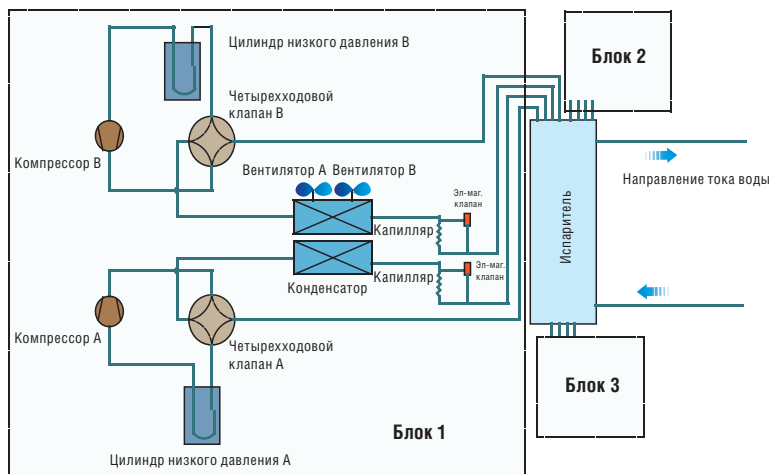 Цилиндр низкого давления B
Блок 2
Четырехходовой
клапан B
Компрессор B
Вентилятор A Вентилятор B
Эл-маг.
клапан
Направление тока воды
Капилляр
Испаритель
Капилляр
Эл-маг.
клапан
Конденсатор
Компрессор A
Четырехходовой
клапан A
Блок 3
Блок 1
Цилиндр низкого давления A